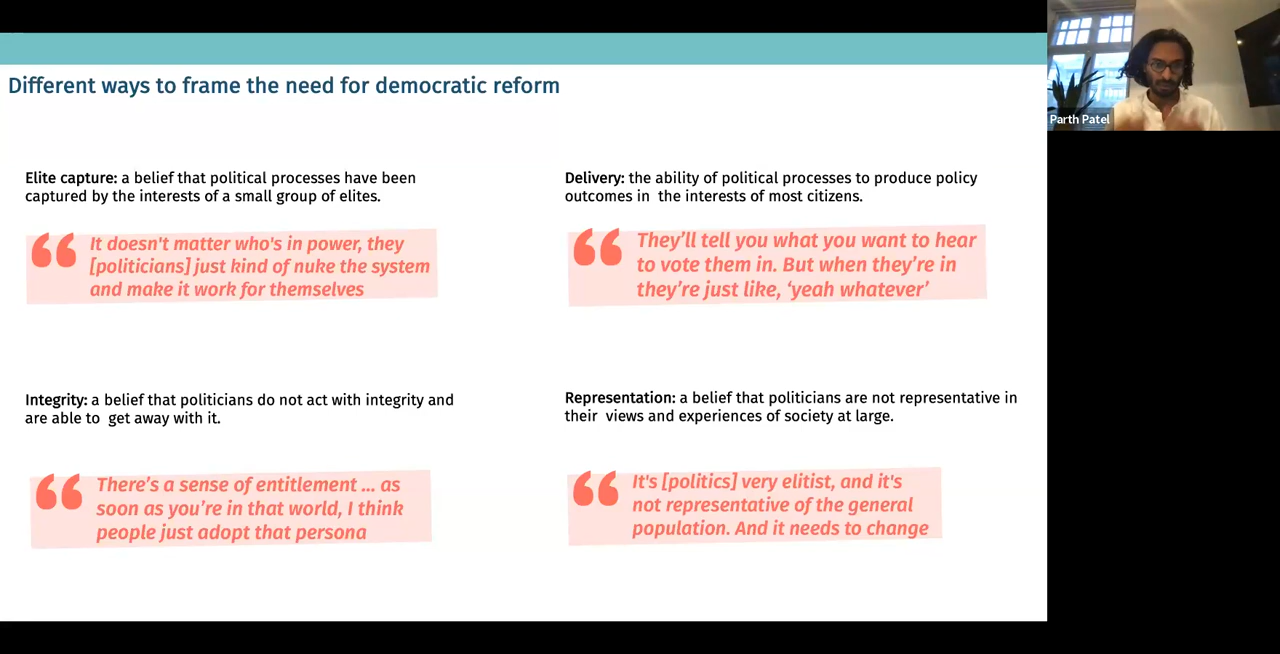 Different ways to frame the need for democratic reform
Elite capture: a belief that political processes have been
captured by the interests of a small group of elites.
“ It doesn't matter who's in power, they
[politicians] just kind of nuke the system
and make it work for themselves
Delivery: the ability of political processes to produce policy
outcomes in the interests of most citizens.
“ They’ll tell you what you want to hear
to vote them in. But when they’re in
they’re just like, ‘yeah whatever’
Integrity: a belief that politicians do not act with integrity and
are able to get away with it.
“ There’s a sense of entitlement ... as
soon as you’re in that world, I think
people just adopt that persona
Representation: a belief that politicians are not representative in
their views and experiences of society at large.
“ It's [politics] very elitist, and it's
not representative of the general
population. And it needs to change
Parth Patel